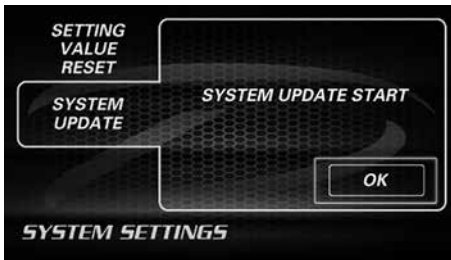 SETTING
VALUE
RESET
SYSTEM
UPDATE
SYSTEM UPDATE START
OK
SYSTEM SETTINGS